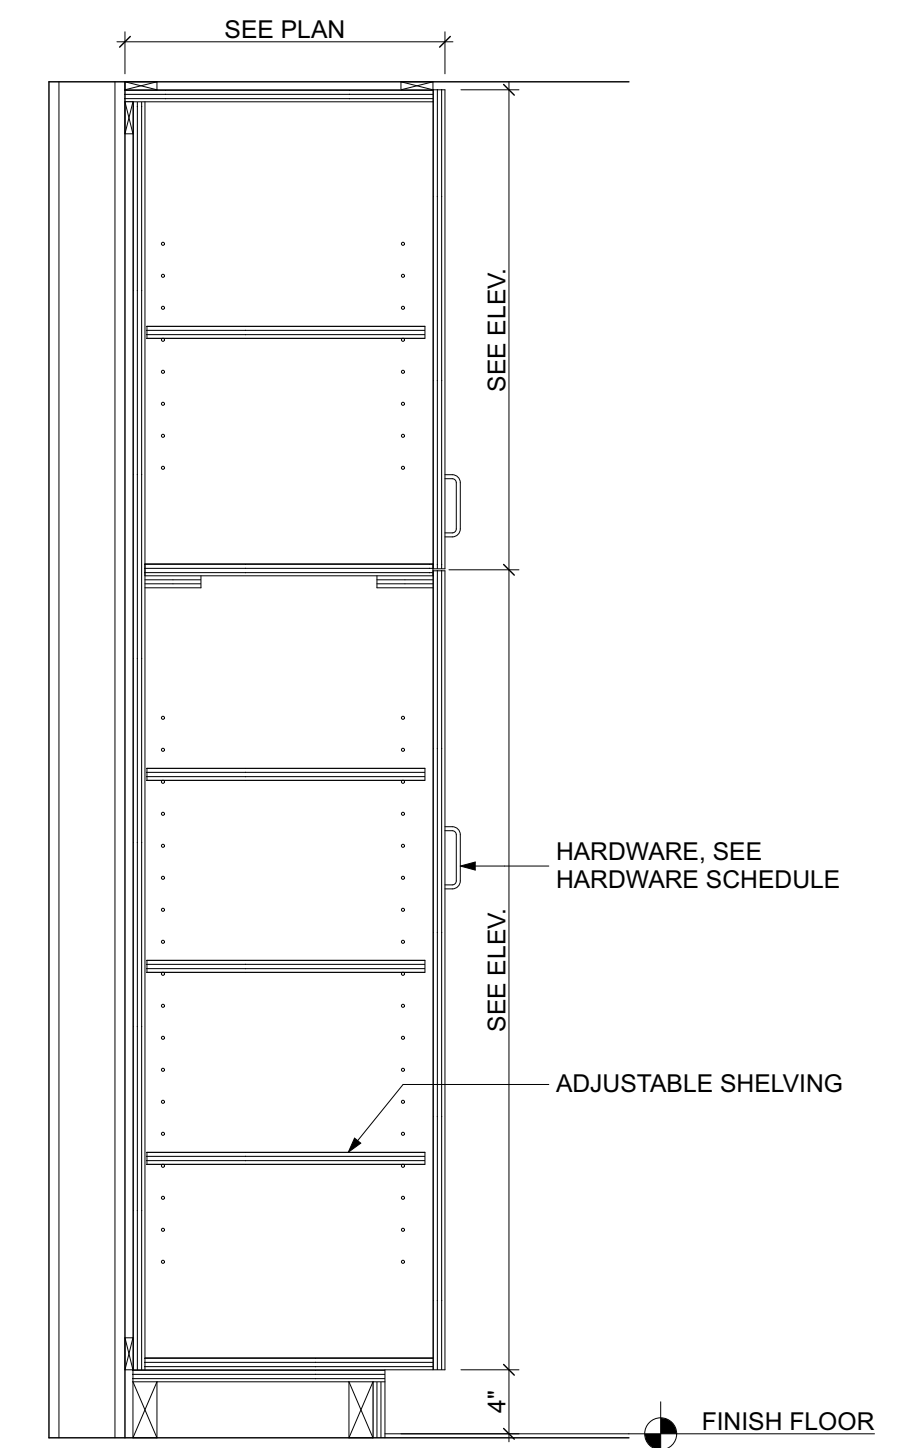 SEE PLAN
SEE ELEV.
HARDWARE, SEE
HARDWARE SCHEDULE
SEE ELEV.
ADJUSTABLE SHELVING
4"
FINISH FLOOR